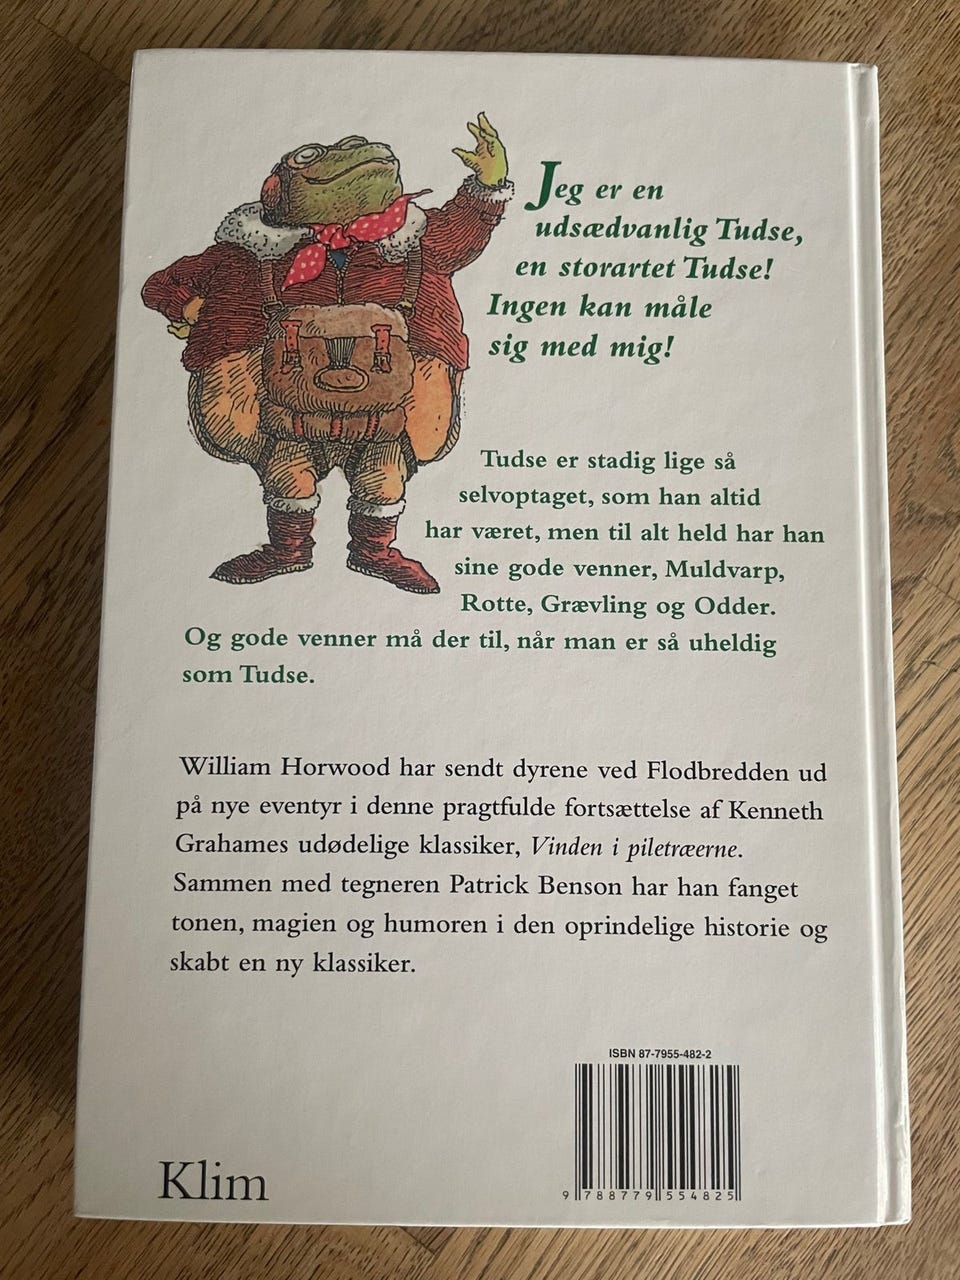 Jeg er en
udsædvanlig Tudse,
en storartet Tudse!
Ingen kan måle
sig med mig!
Tudse er stadig lige så
selvoptaget, som han altid
har været, men til alt held har han
sine gode venner, Muldvarp,
Rotte, Grævling og Odder.
Og gode venner må der til, når man er så uheldig
som Tudse.
William Horwood har sendt dyrene ved Flodbredden ud
på nye eventyr i denne pragtfulde fortsættelse af Kenneth
Grahames udødelige klassiker, Vinden i piletræerne.
Sammen med tegneren Patrick Benson har han fanget
tonen, magien og humoren i den oprindelige historie og
skabt en ny klassiker.
ISBN 87-7955-482-2
9 788779 554825
Klim